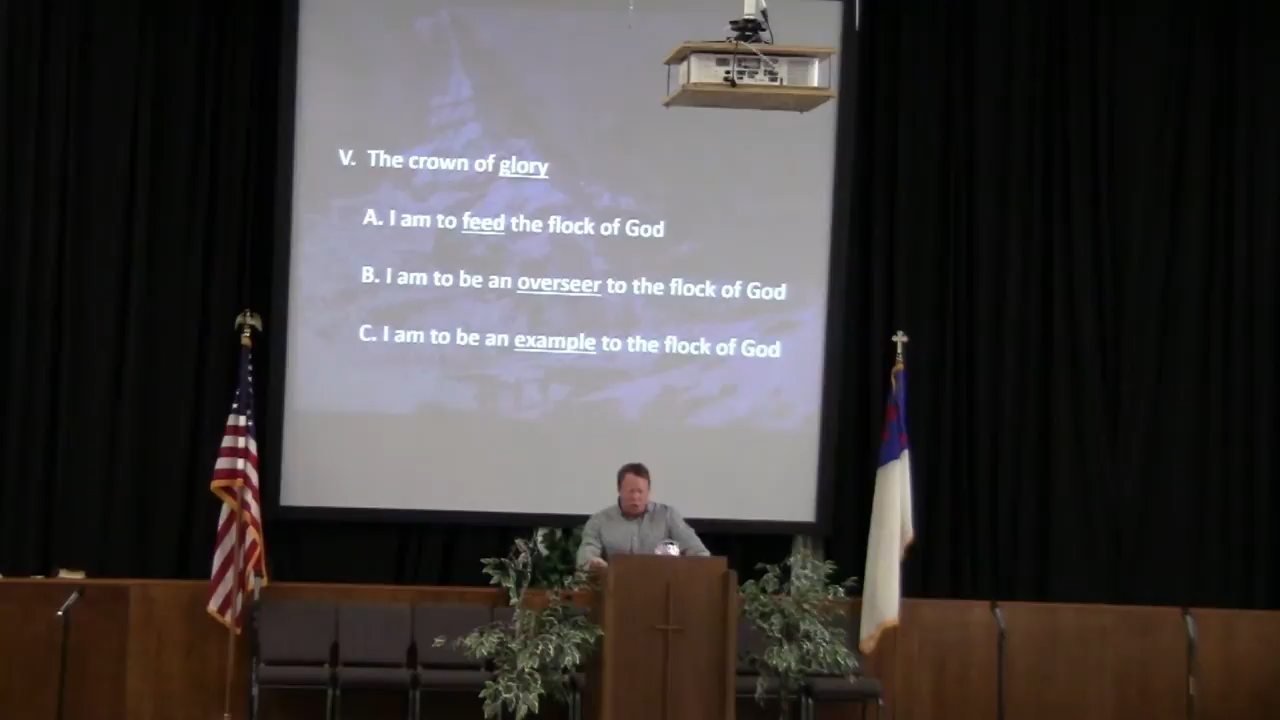 V. The crown of glory
A. I am to feed the flock of God
B. I am to be an overseer to the flock of God
C. I am to be an example to the flock of God